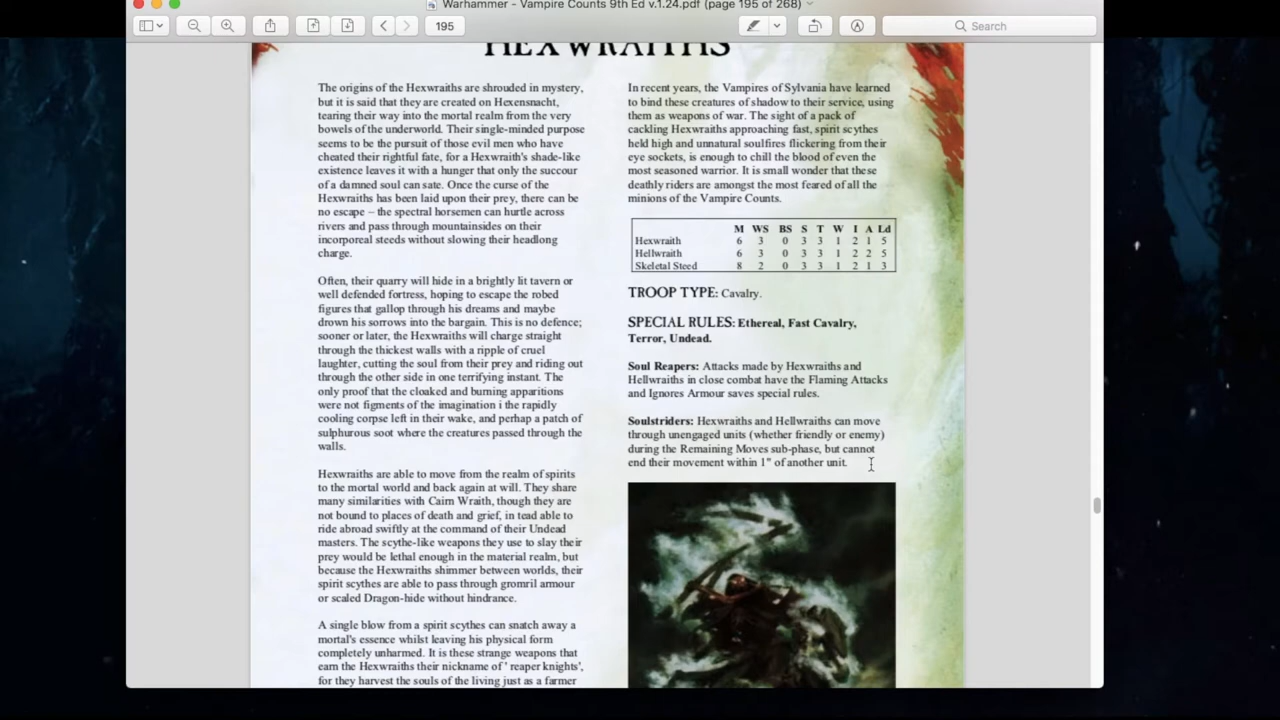 Warhammer - Vampire Counts 9th Ed v.1.24.pdf (page 195 of 268)
195
Search
HEXWRAITHS
The origins of the Hexwraiths are shrouded in mystery,
but it is said that they are created on Hexensnacht,
tearing their way into the mortal realm from the very
bowels of the underworld. Their single-minded purpose
seems to be the pursuit of those evil men who have
cheated their rightful fate, for a Hexwraith's shade-like
existence leaves it with a hunger that only the succour
of a damned soul can sate. Once the curse of the
Hexwraiths has been laid upon their prey, there can be
no escape – the spectral horsemen can hurtle across
rivers and pass through mountainsides on their
incorporeal steeds without slowing their headlong
charge.
Often, their quarry will hide in a brightly lit tavern or
well defended fortress, hoping to escape the robed
figures that gallop through his dreams and maybe
drown his sorrows into the bargain. This is no defence;
sooner or later, the Hexwraiths will charge straight
through the thickest walls with a ripple of cruel
laughter, cutting the soul from their prey and riding out
through the other side in one terrifying instant. The
only proof that the cloaked and burning apparitions
were not figments of the imagination i the rapidly
cooling corpse left in their wake, and perhap a patch of
sulphurous soot where the creatures passed through the
walls.
Hexwraiths are able to move from the realm of spirits
to the mortal world and back again at will. They share
many similarities with Cairn Wraith, though they are
not bound to places of death and grief, in tead able to
ride abroad swiftly at the command of their Undead
masters. The scythe-like weapons they use to slay their
prey would be lethal enough in the material realm, but
because the Hexwraiths shimmer between worlds, their
spirit scythes are able to pass through gromril armour
or scaled Dragon-hide without hindrance.
A single blow from a spirit scythes can snatch away a
mortal's essence whilst leaving his physical form
completely unharmed. It is these strange weapons that
earn the Hexwraiths their nickname of ' reaper knights',
for they harvest the souls of the living just as a farmer
In recent years, the Vampires of Sylvania have learned
to bind these creatures of shadow to their service, using
them as weapons of war. The sight of a pack of
cackling Hexwraiths approaching fast, spirit scythes
held high and unnatural soulfires flickering from their
eye sockets, is enough to chill the blood of even the
most seasoned warrior. It is small wonder that these
deathly riders are amongst the most feared of all the
minions of the Vampire Counts.
M WS BS S T W I A Ld
Hexwraith 6 3 0 3 3 1 2 1 5
Hellwraith 6 3 0 3 3 1 2 2 5
Skeletal Steed 8 2 0 3 3 1 2 1 3
TROOP TYPE: Cavalry.
SPECIAL RULES: Ethereal, Fast Cavalry,
Terror, Undead.
Soul Reapers: Attacks made by Hexwraiths and
Hellwraiths in close combat have the Flaming Attacks
and Ignores Armour saves special rules.
Soulstriders: Hexwraiths and Hellwraiths can move
through unengaged units (whether friendly or enemy)
during the Remaining Moves sub-phase, but cannot
end their movement within 1" of another unit.